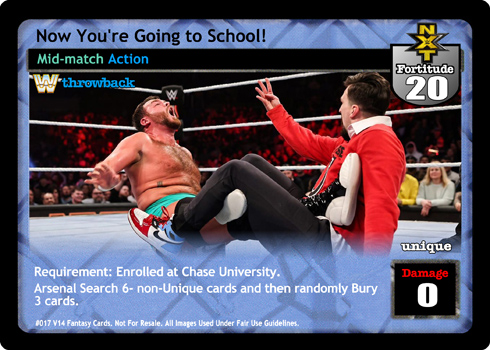 Now You're Going to School!
NXT
Mid-match Action
Fortitude
20
W throwback
W
unique
Requirement: Enrolled at Chase University.
Arsenal Search 6- non-Unique cards and then randomly Bury
3 cards.
Damage
0
#017 V14 Fantasy Cards. Not For Resale. All Images Used Under Fair Use Guidelines.